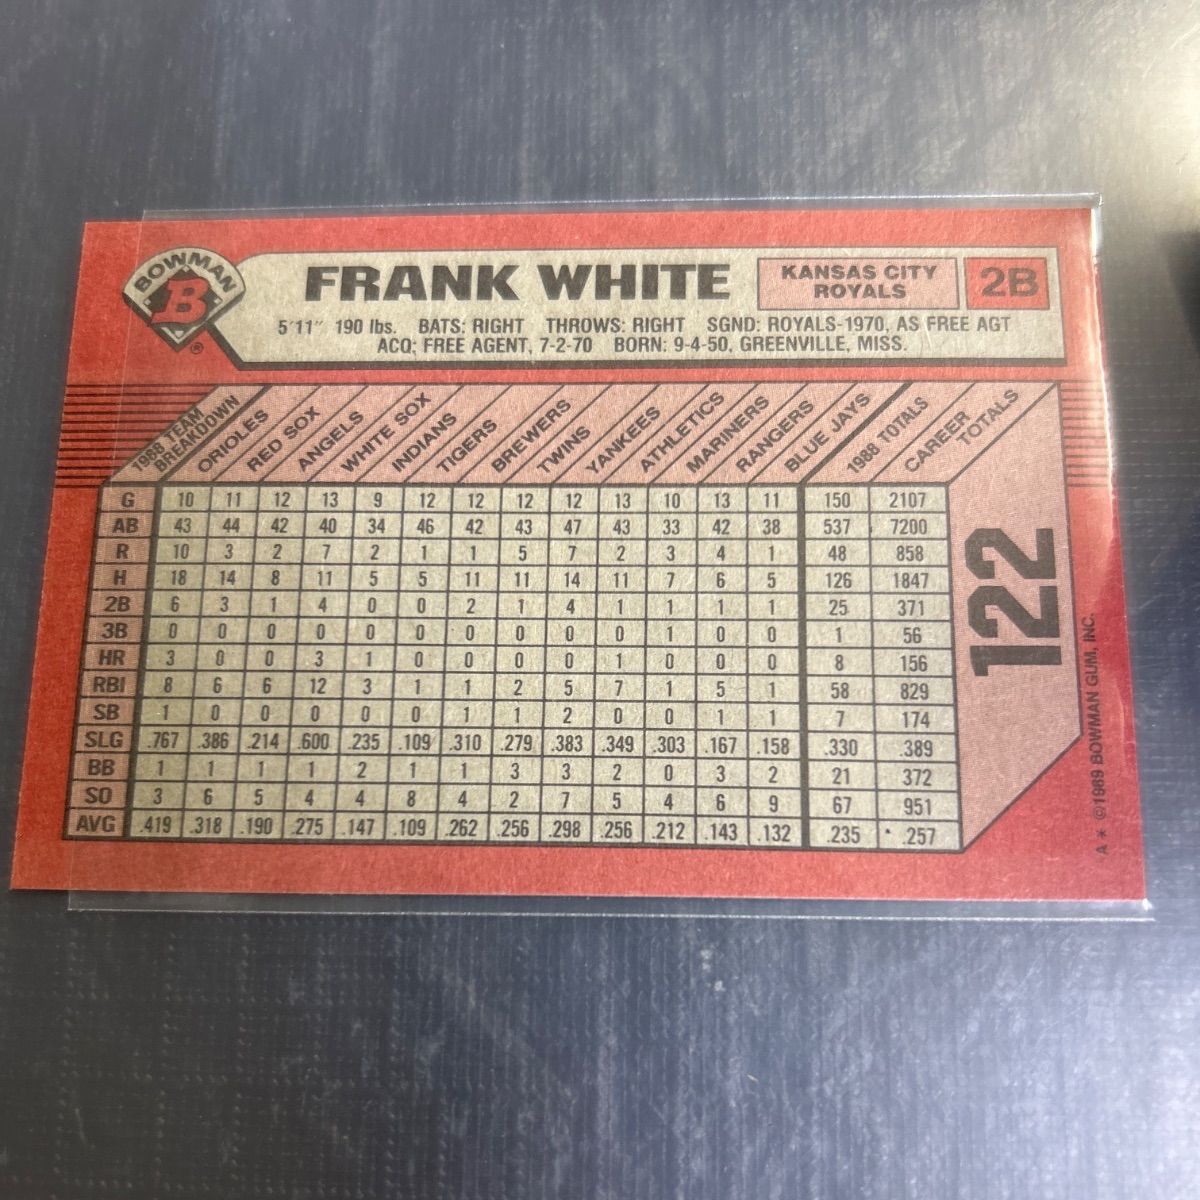 BOWMAN
B
®
FRANK WHITE
KANSAS CITY
ROYALS
2B
5'11" 190 lbs. BATS: RIGHT THROWS: RIGHT SGND: ROYALS-1970, AS FREE AGT
ACQ: FREE AGENT, 7-2-70 BORN: 9-4-50, GREENVILLE, MISS.
1988 TEAM
BREAKDOWN
ORIOLES
RED SOX
ANGELS
WHITE SOX
INDIANS
TIGERS
BREWERS
TWINS
YANKEES
ATHLETICS
MARINERS
RANGERS
BLUE JAYS
1988 TOTALS
CAREER
TOTALS
G 10 11 12 13 9 12 12 12 12 13 10 13 11 150 2107
AB 43 44 42 40 34 46 42 43 47 43 33 42 38 537 7200
R 10 3 2 7 2 1 1 5 7 2 3 4 1 48 858
H 18 14 8 11 5 5 11 11 14 11 7 6 5 126 1847
2B 6 3 1 4 0 0 2 1 4 1 1 1 1 25 371
3B 0 0 0 0 0 0 0 0 0 0 1 0 0 1 56
HR 3 0 0 3 1 0 0 0 0 1 0 0 0 8 156
RBI 8 6 6 12 3 1 1 2 5 7 1 5 1 58 829
SB 1 0 0 0 0 0 1 1 2 0 0 1 1 7 174
SLG .767 .386 .214 .600 .235 .109 .310 .279 .383 .349 .303 .167 .158 .330 .389
BB 1 1 1 1 2 1 1 3 3 2 0 3 2 21 372
SO 3 6 5 4 4 8 4 2 7 5 4 6 9 67 951
AVG .419 .318 .190 .275 .147 .109 .262 .256 .298 .256 .212 .143 .132 .235 .257
122
A * ©1989 BOWMAN GUM, INC.